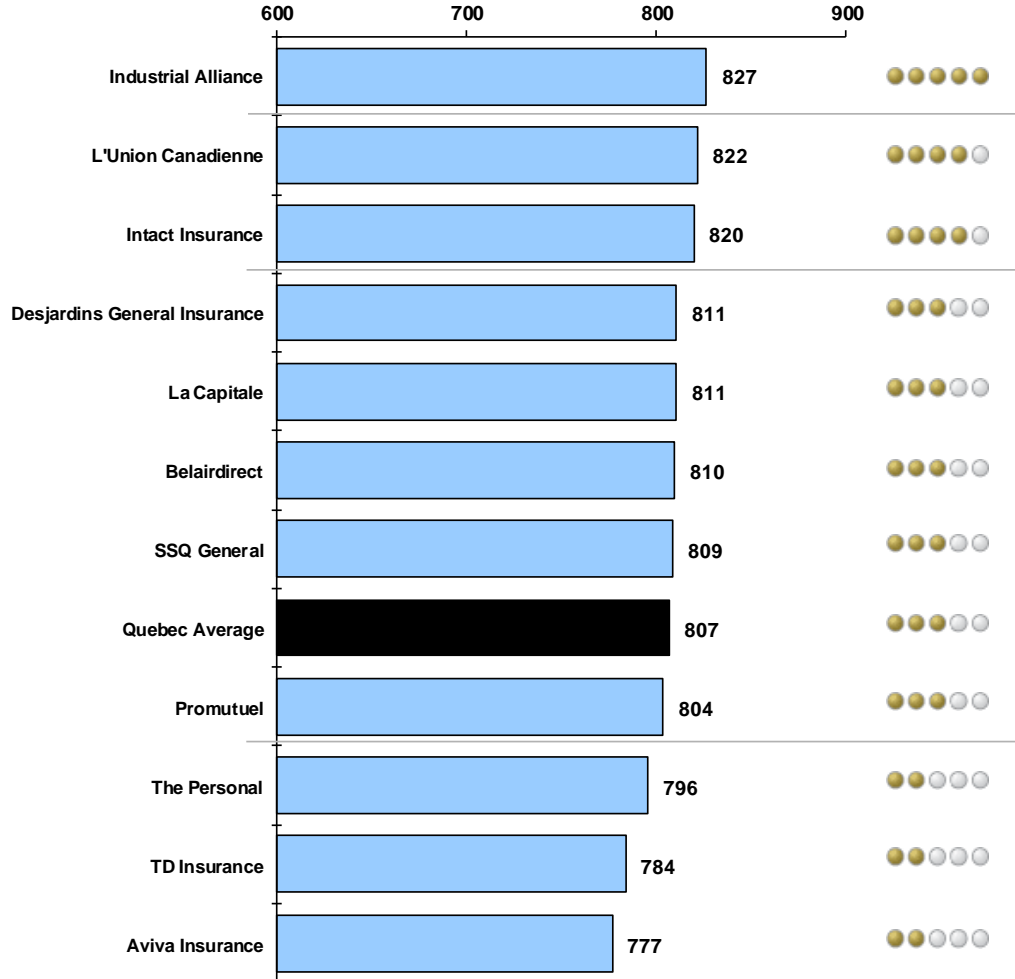 600 700 800 900
Industrial Alliance 827
L'Union Canadienne 822
Intact Insurance 820
Desjardins General Insurance 811
La Capitale 811
Belairdirect 810
SSQ General 809
Quebec Average 807
Promutuel 804
The Personal 796
TD Insurance 784
Aviva Insurance 777